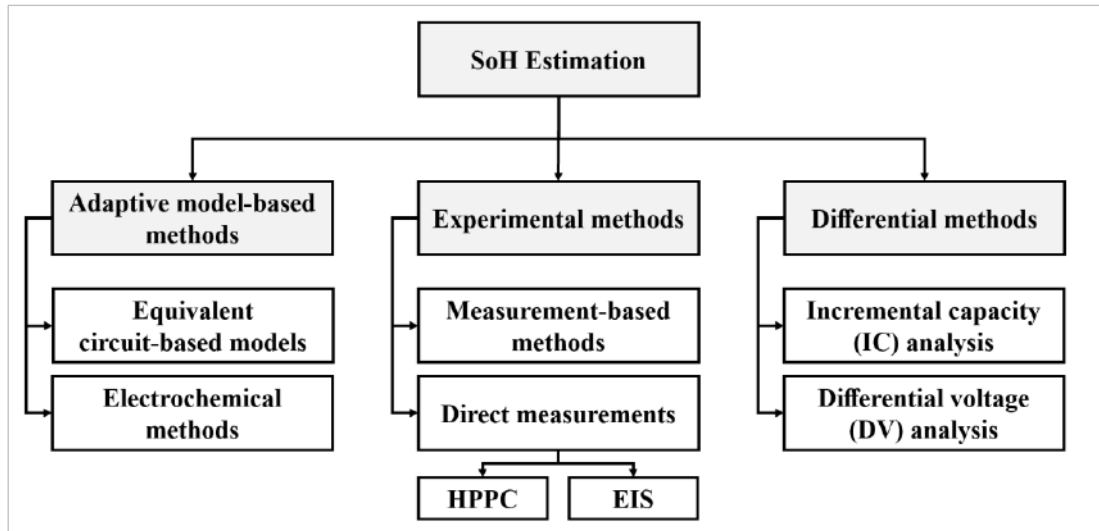 SoH Estimation
Adaptive model-based
methods
Experimental methods
Differential methods
Equivalent
circuit-based models
Measurement-based
methods
Incremental capacity
(IC) analysis
Electrochemical
methods
Direct measurements
Differential voltage
(DV) analysis
HPPC
EIS